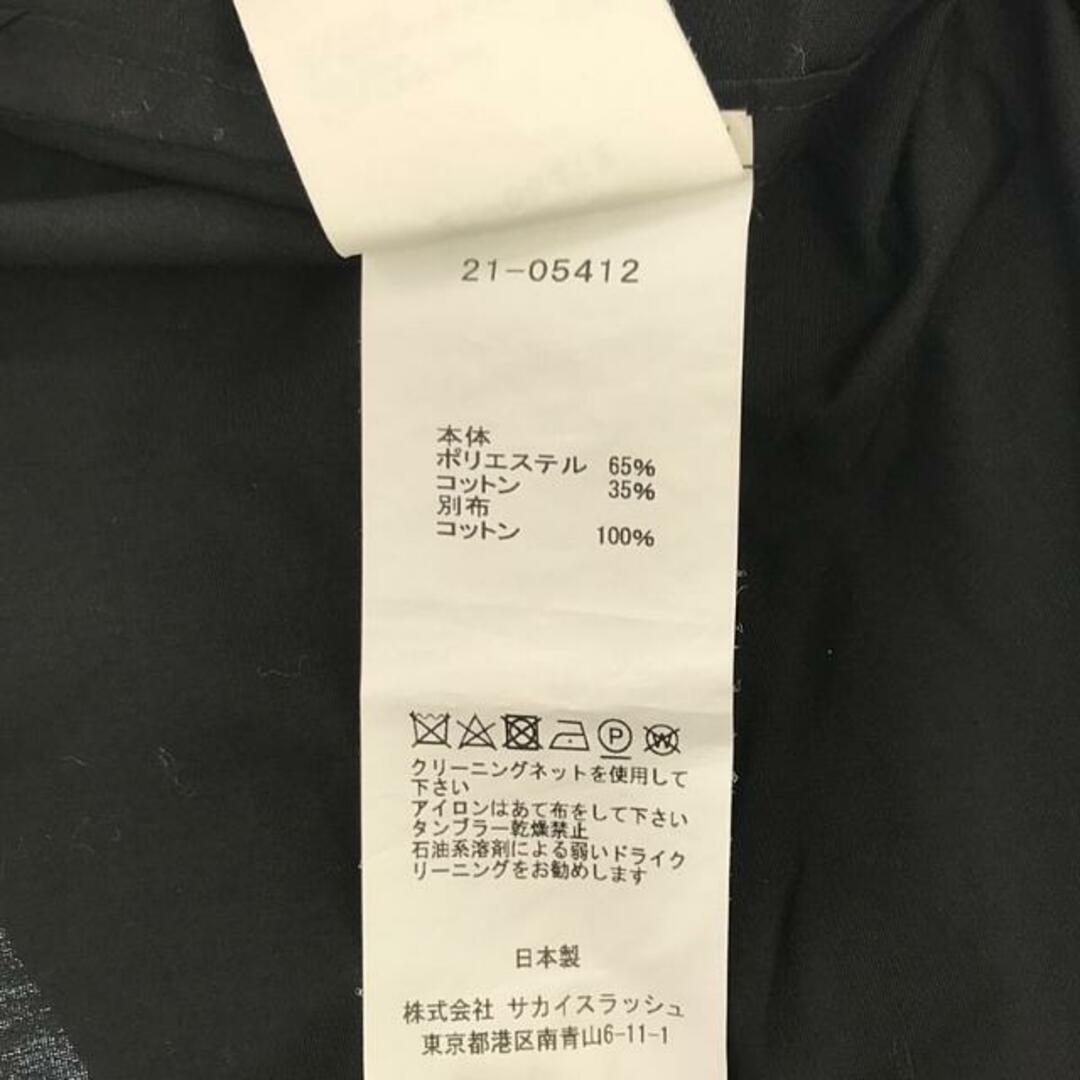 21-05412
本体
ポリエステル 65%
コットン 35%
別布
コットン 100%
P W
クリーニングネットを使用して
下さい
アイロンはあて布をして下さい
タンブラー乾燥禁止
石油系溶剤による弱いドライク
リーニングをお勧めします
日本製
株式会社 サカイスラッシュ
東京都港区南青山6-11-1